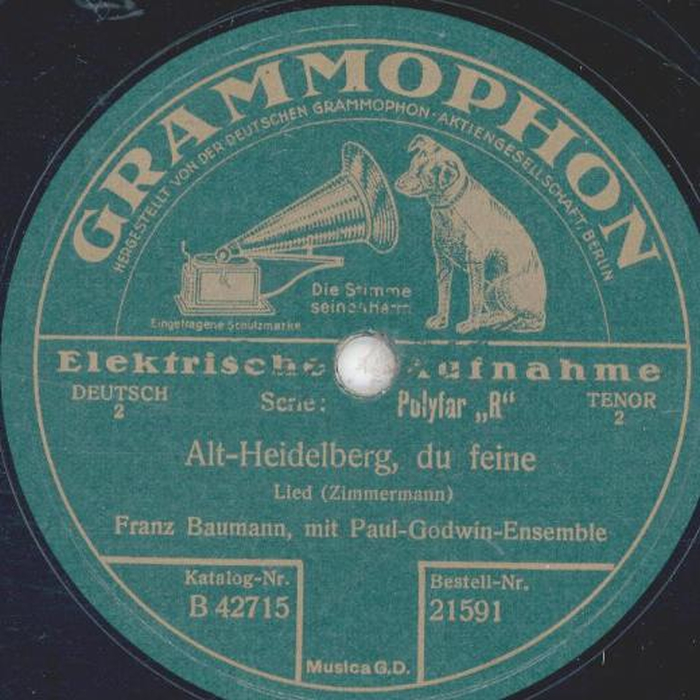 GRAMMOPHON
HERGESTELLT VON DER DEUTSCHEN GRAMMOPHON-AKTIENGESELLSCHAFT, BERLIN
Die Stimme
seines Herrn
Eingetragene Schutzmarke
Elektrische Aufnahme
DEUTSCH
2
Serie: Polyfar „R“
TENOR
2
Alt-Heidelberg, du feine
Lied (Zimmermann)
Franz Baumann, mit Paul-Godwin-Ensemble
Katalog-Nr.
B 42715
Bestell-Nr.
21591
Musica G.D.